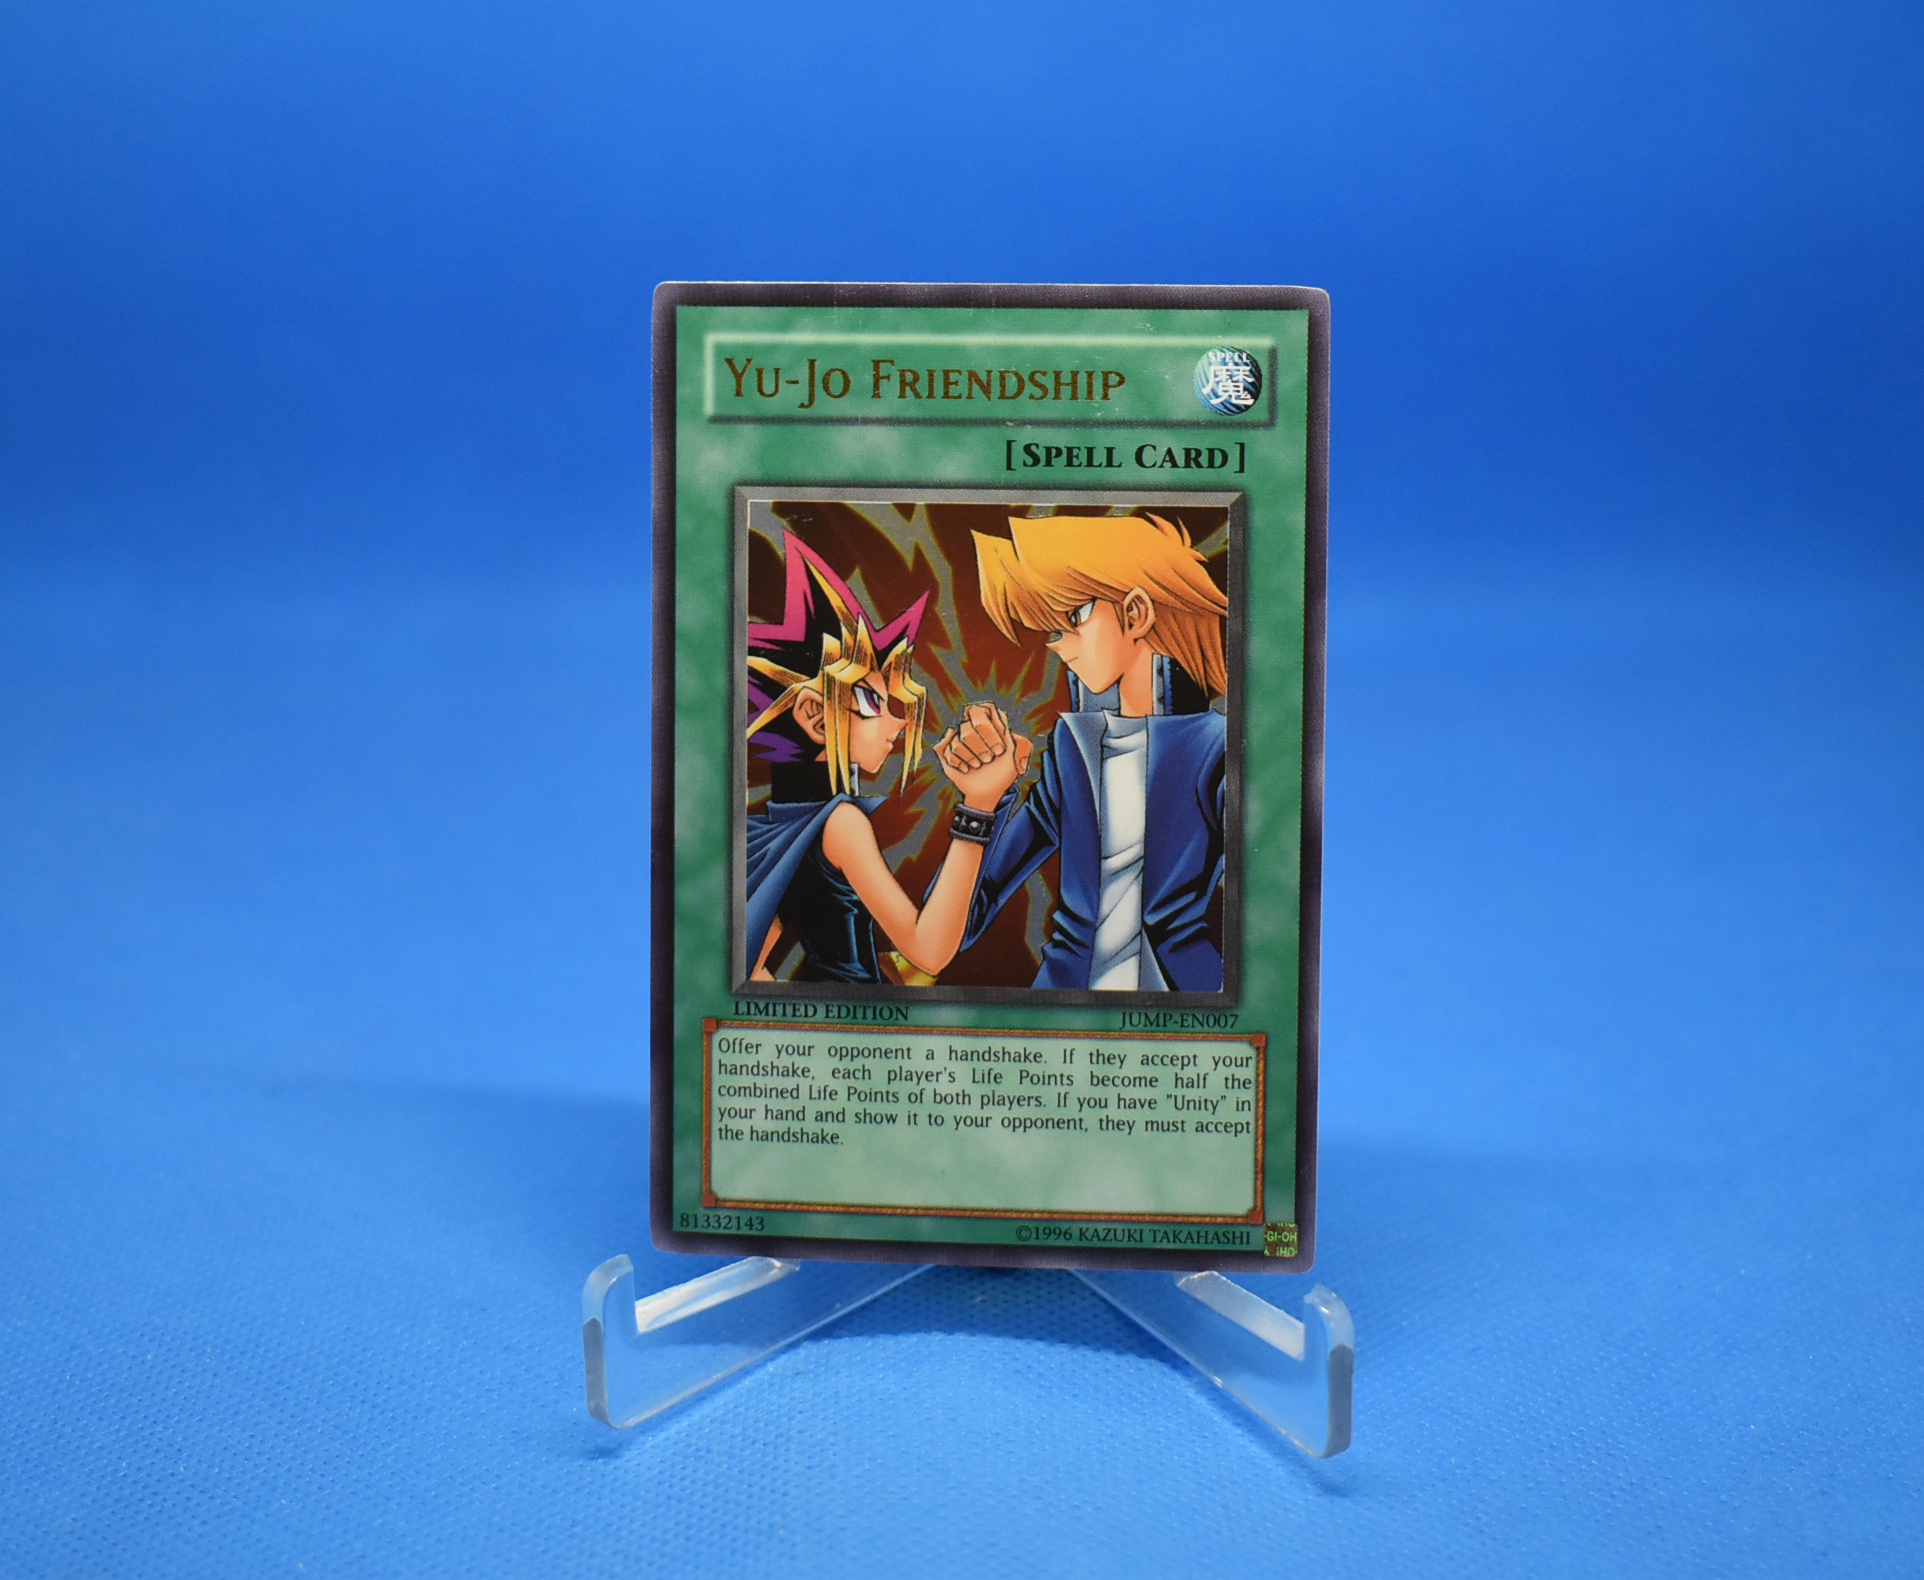 Yu-Jo Friendship
SPELL
魔
[Spell Card]
LIMITED EDITION
JUMP-EN007
Offer your opponent a handshake. If they accept your
handshake, each player's Life Points become half the
combined Life Points of both players. If you have "Unity" in
your hand and show it to your opponent, they must accept
the handshake.
81332143
©1996 KAZUKI TAKAHASHI
-GI-OH